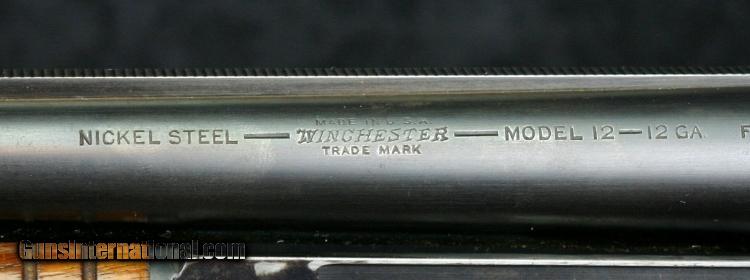 MADE IN U.S.A.
NICKEL STEEL — WINCHESTER — MODEL 12 — 12 GA.
TRADE MARK
GunsInternational.com